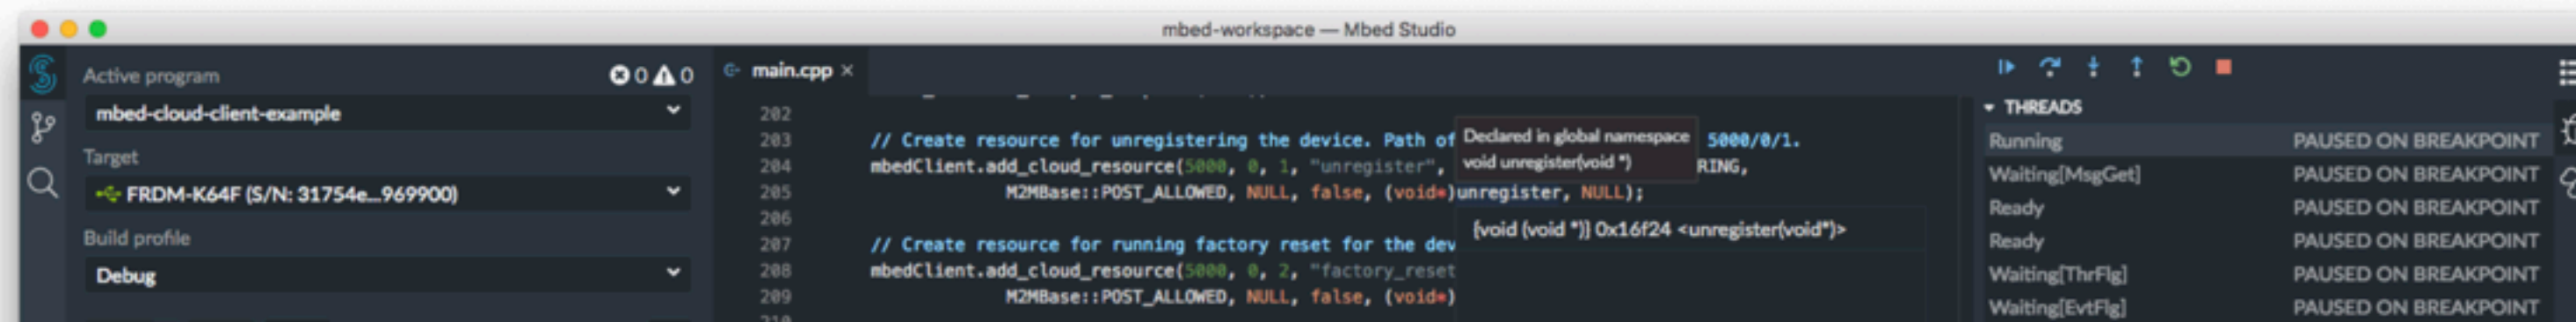 mbed-workspace — Mbed Studio
Active program
0 0
mbed-cloud-client-example
Target
FRDM-K64F (S/N: 31754e...969900)
Build profile
Debug
main.cpp ×
202
203 // Create resource for unregistering the device. Path of 5000/0/1.
204 mbedClient.add_cloud_resource(5000, 0, 1, "unregister", RING,
205 M2MBase::POST_ALLOWED, NULL, false, (void*)unregister, NULL);
206
207 // Create resource for running factory reset for the dev
208 mbedClient.add_cloud_resource(5000, 0, 2, "factory_reset
209 M2MBase::POST_ALLOWED, NULL, false, (void*)
210
Declared in global namespace
void unregister(void *)
{void (void *)} 0x16f24 <unregister(void*)>
THREADS
Running PAUSED ON BREAKPOINT
Waiting[MsgGet] PAUSED ON BREAKPOINT
Ready PAUSED ON BREAKPOINT
Ready PAUSED ON BREAKPOINT
Waiting[ThrFlg] PAUSED ON BREAKPOINT
Waiting[EvtFlg] PAUSED ON BREAKPOINT